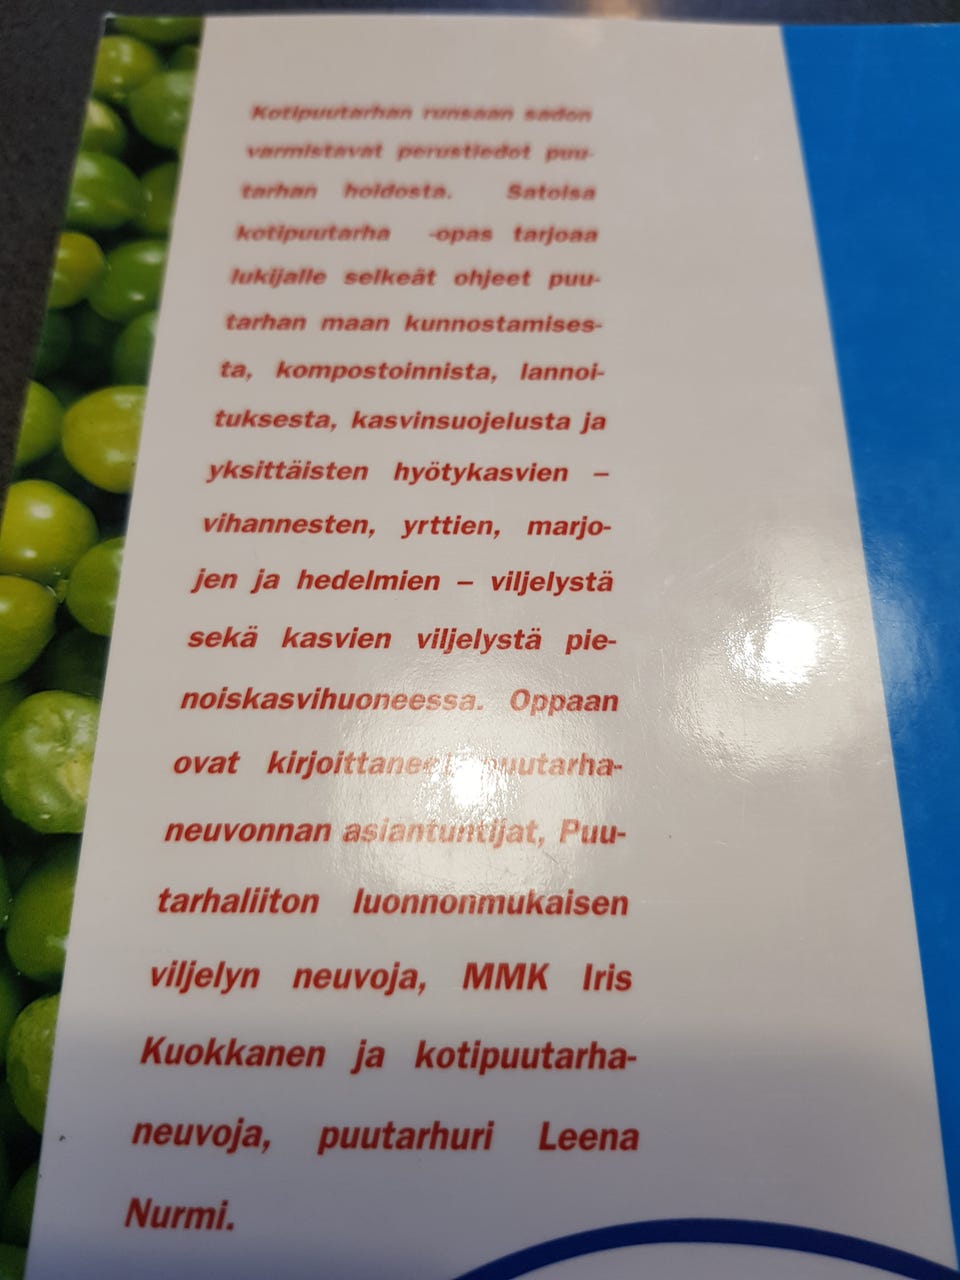 Kotipuutarhan runsaan sadon
varmistavat perustiedot puu-
tarhan hoidosta. Satoisa
kotipuutarha -opas tarjoaa
lukijalle selkeät ohjeet puu-
tarhan maan kunnostamises-
ta, kompostoinnista, lannoi-
tuksesta, kasvinsuojelusta ja
yksittäisten hyötykasvien –
vihannesten, yrttien, marjo-
jen ja hedelmien – viljelystä
sekä kasvien viljelystä pie-
noiskasvihuoneessa. Oppaan
ovat kirjoittaneet puutarha-
neuvonnan asiantuntijat, Puu-
tarhaliiton luonnonmukaisen
viljelyn neuvoja, MMK Iris
Kuokkanen ja kotipuutarha-
neuvoja, puutarhuri Leena
Nurmi.